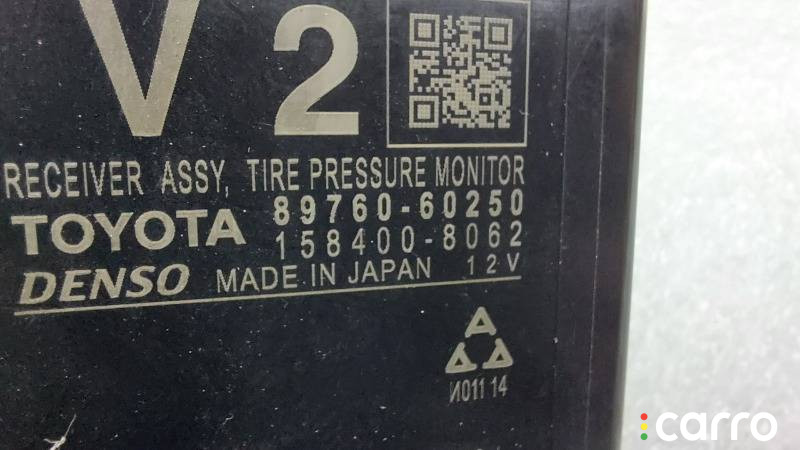 V 2
RECEIVER ASSY, TIRE PRESSURE MONITOR
TOYOTA 89760-60250
158400-8062
DENSO MADE IN JAPAN 12V
И011 14
carro